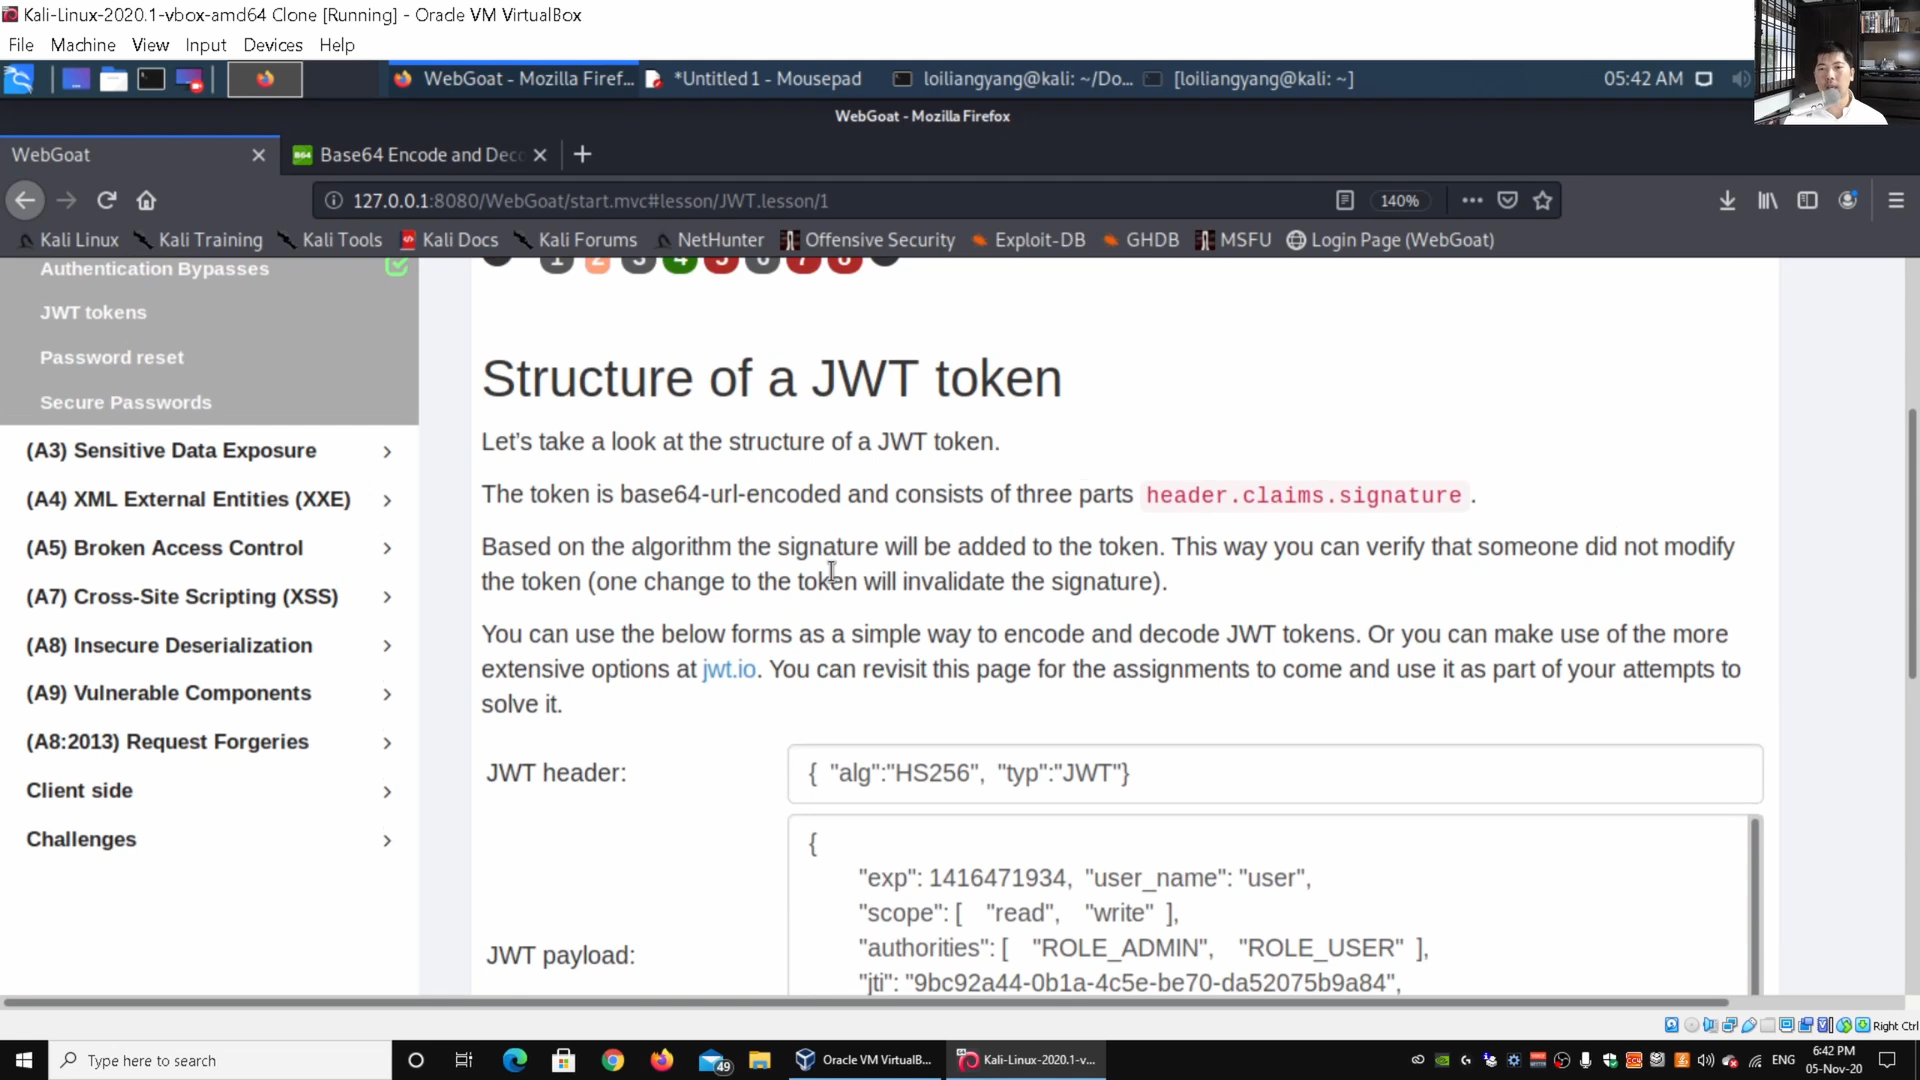 Kali-Linux-2020.1-vbox-amd64 Clone [Running] - Oracle VM VirtualBox
File Machine View Input Devices Help
WebGoat - Mozilla Firef... *Untitled 1 - Mousepad loiliangyang@kali: ~/Do... [loiliangyang@kali: ~] 05:42 AM
WebGoat - Mozilla Firefox
WebGoat B64 Base64 Encode and Dec
127.0.0.1:8080/WebGoat/start.mvc#lesson/JWT.lesson/1 140%
Kali Linux Kali Training Kali Tools Kali Docs Kali Forums NetHunter Offensive Security Exploit-DB GHDB MSFU Login Page (WebGoat)
1 2 3 4 5 6 7 8
Authentication Bypasses
JWT tokens
Password reset
Secure Passwords
(A3) Sensitive Data Exposure
(A4) XML External Entities (XXE)
(A5) Broken Access Control
(A7) Cross-Site Scripting (XSS)
(A8) Insecure Deserialization
(A9) Vulnerable Components
(A8:2013) Request Forgeries
Client side
Challenges
Structure of a JWT token
Let's take a look at the structure of a JWT token.
The token is base64-url-encoded and consists of three parts header.claims.signature .
Based on the algorithm the signature will be added to the token. This way you can verify that someone did not modify
the token (one change to the token will invalidate the signature).
You can use the below forms as a simple way to encode and decode JWT tokens. Or you can make use of the more
extensive options at jwt.io. You can revisit this page for the assignments to come and use it as part of your attempts to
solve it.
JWT header: { "alg":"HS256", "typ":"JWT"}
JWT payload:
{
"exp": 1416471934, "user_name": "user",
"scope": [ "read", "write" ],
"authorities": [ "ROLE_ADMIN", "ROLE_USER" ],
"jti": "9bc92a44-0b1a-4c5e-be70-da52075b9a84",
Right Ctrl
Type here to search 49 Oracle VM VirtualB... Kali-Linux-2020.1-v... ENG 6:42 PM
05-Nov-20